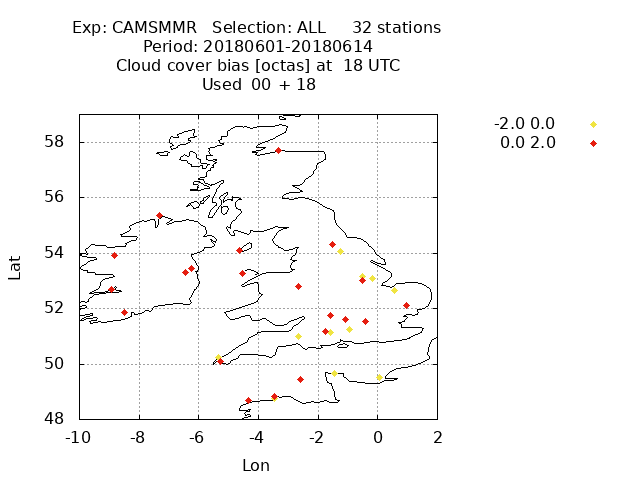 Exp: CAMSMMR Selection: ALL 32 stations
Period: 20180601-20180614
Cloud cover bias [octas] at 18 UTC
Used 00 + 18
-2.0 0.0
0.0 2.0
58
56
54
52
50
48
Lat
-10 -8 -6 -4 -2 0 2
Lon